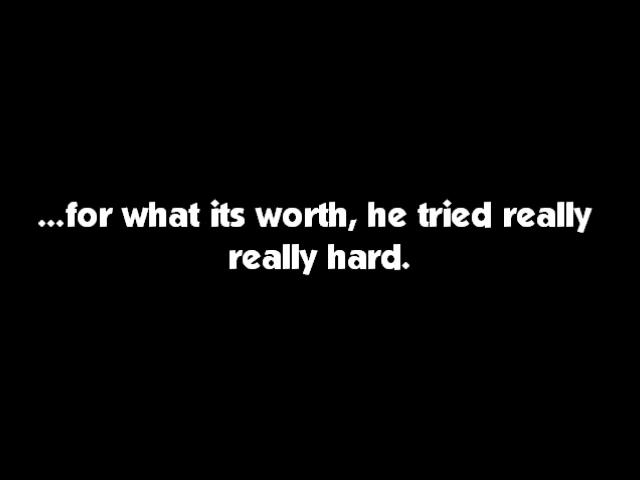 ...for what its worth, he tried really
really hard.